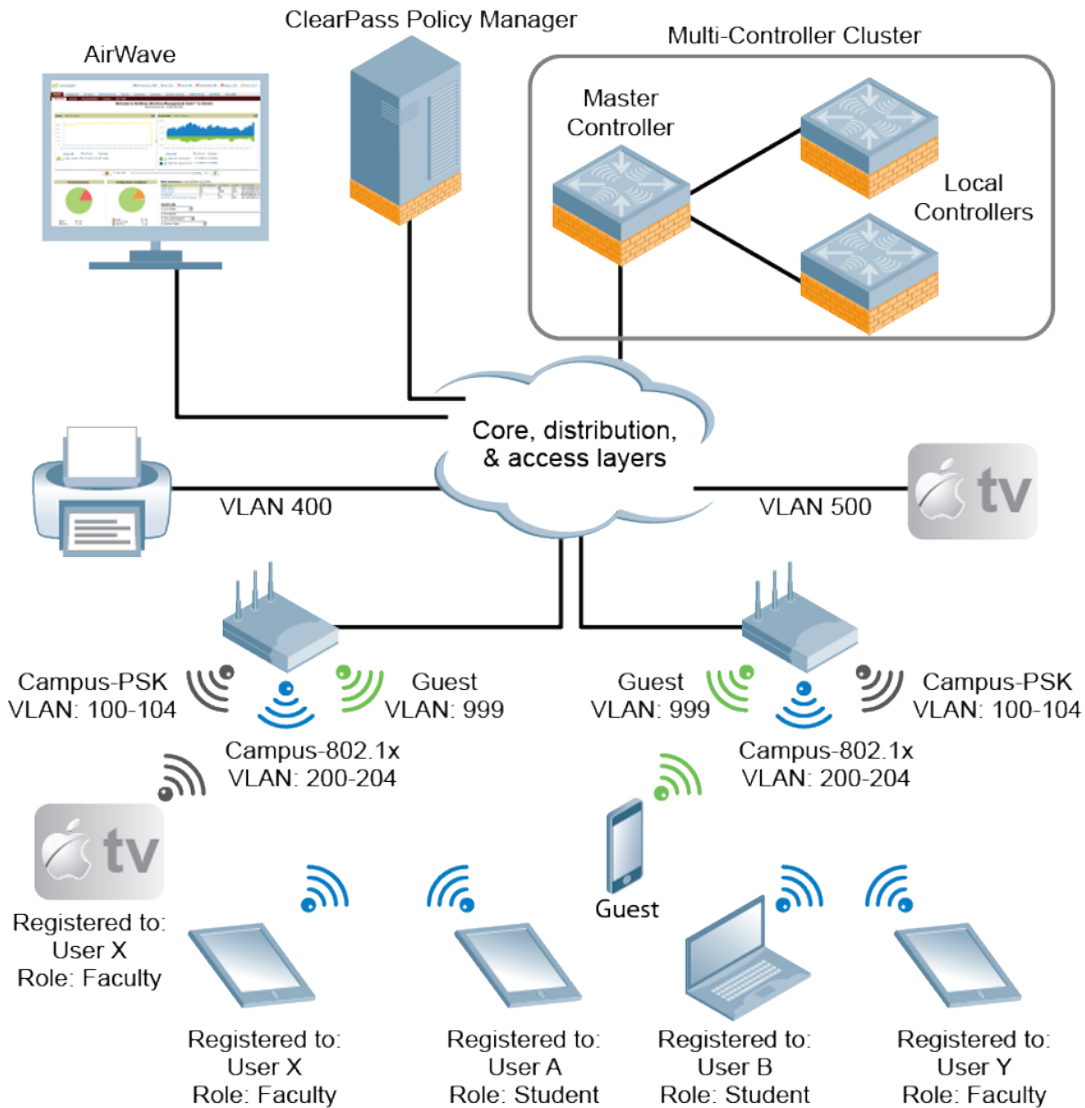 ClearPass Policy Manager
AirWave
Multi-Controller Cluster
Master
Controller
Local
Controllers
Core, distribution,
& access layers
VLAN 400
VLAN 500
tv
Campus-PSK
VLAN: 100-104
Guest
VLAN: 999
Guest
VLAN: 999
Campus-PSK
VLAN: 100-104
Campus-802.1x
VLAN: 200-204
Campus-802.1x
VLAN: 200-204
tv
Registered to:
User X
Role: Faculty
Guest
Registered to:
User X
Role: Faculty
Registered to:
User A
Role: Student
Registered to:
User B
Role: Student
Registered to:
User Y
Role: Faculty